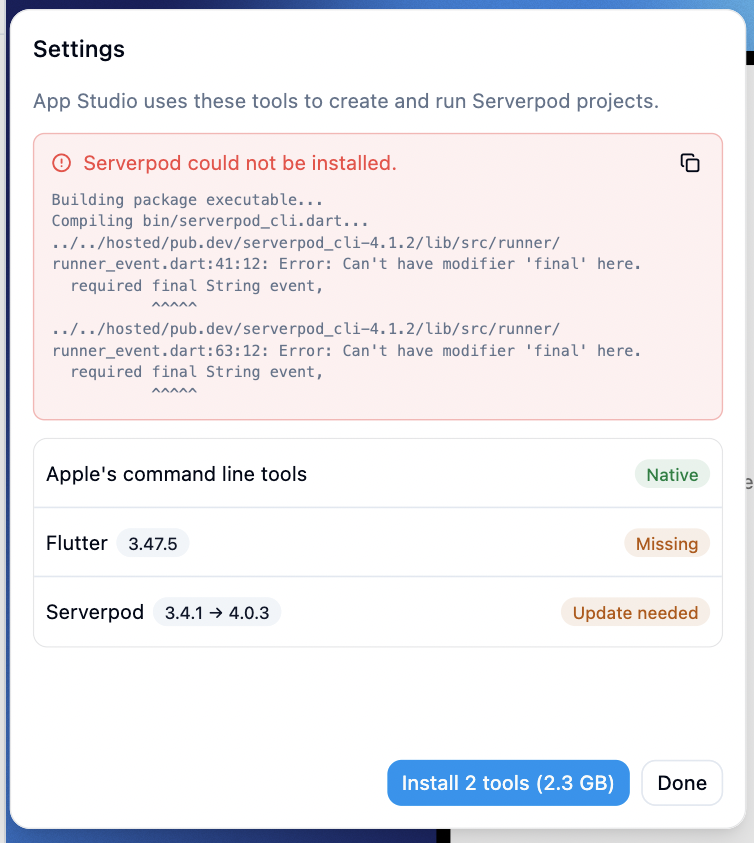 Settings
App Studio uses these tools to create and run Serverpod projects.
Serverpod could not be installed.
Building package executable...
Compiling bin/serverpod_cli.dart...
../../hosted/pub.dev/serverpod_cli-4.1.2/lib/src/runner/
runner_event.dart:41:12: Error: Can't have modifier 'final' here.
  required final String event,
           ^^^^^
../../hosted/pub.dev/serverpod_cli-4.1.2/lib/src/runner/
runner_event.dart:63:12: Error: Can't have modifier 'final' here.
  required final String event,
           ^^^^^
Apple's command line tools Native
Flutter 3.47.5 Missing
Serverpod 3.4.1 → 4.0.3 Update needed
Install 2 tools (2.3 GB) Done